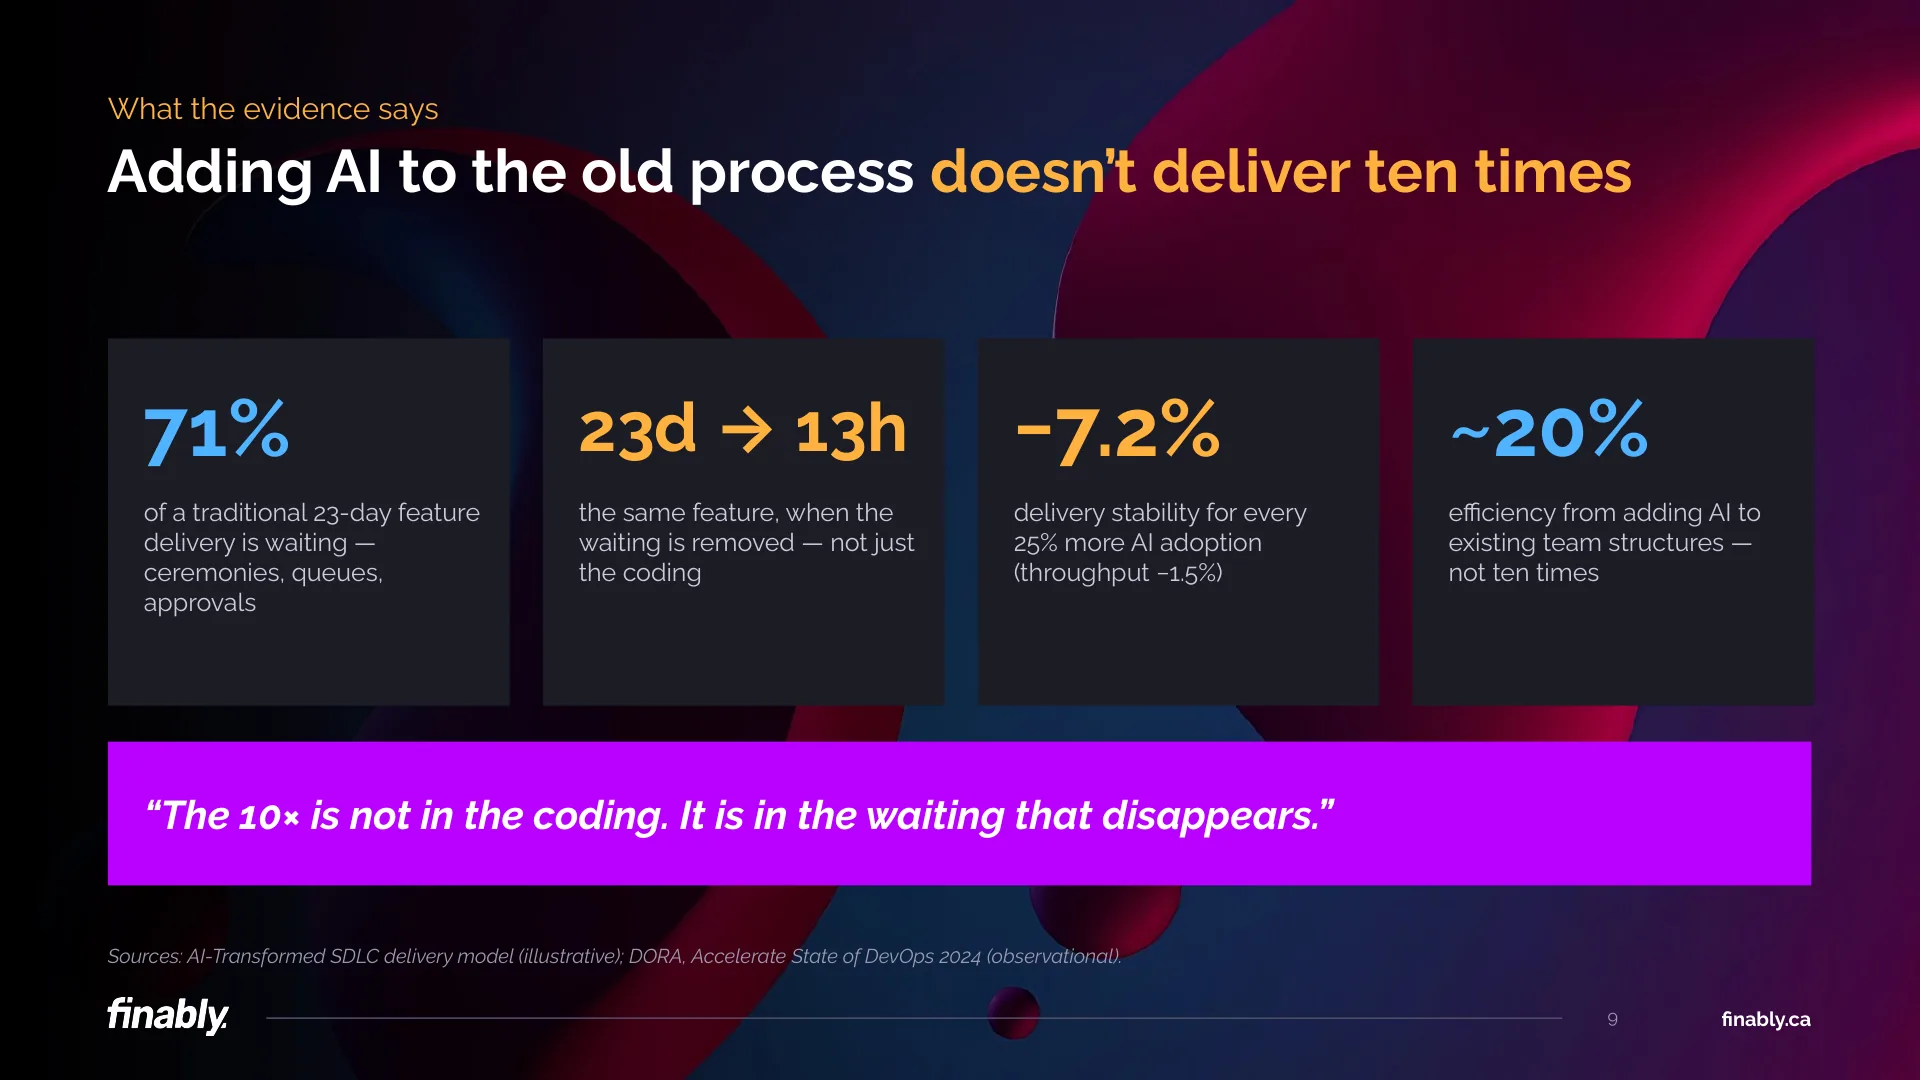 What the evidence says
Adding AI to the old process doesn’t deliver ten times
71%
of a traditional 23-day feature
delivery is waiting —
ceremonies, queues,
approvals
23d → 13h
the same feature, when the
waiting is removed — not just
the coding
−7.2%
delivery stability for every
25% more AI adoption
(throughput −1.5%)
~20%
efficiency from adding AI to
existing team structures —
not ten times
“The 10× is not in the coding. It is in the waiting that disappears.”
Sources: AI-Transformed SDLC delivery model (illustrative); DORA, Accelerate State of DevOps 2024 (observational).
finably.
9
finably.ca